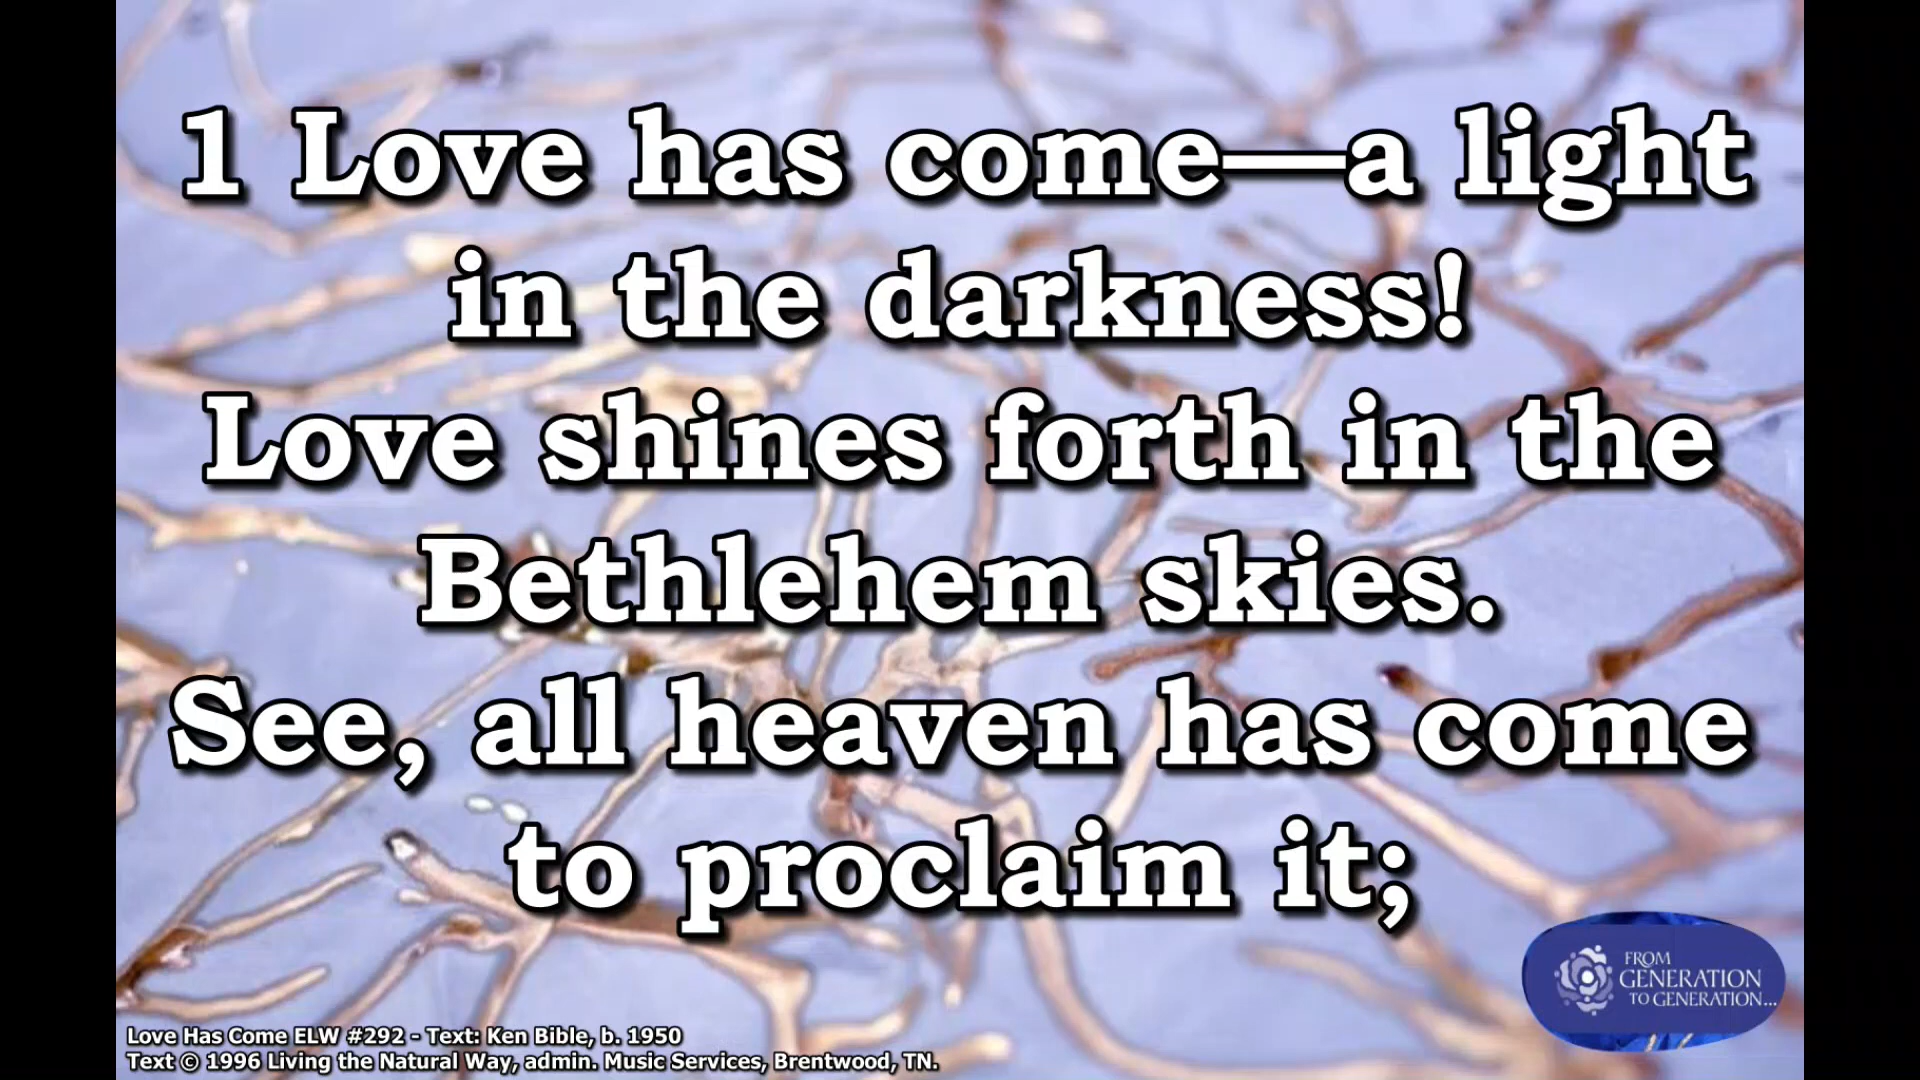 1 Love has come—a light
in the darkness!
Love shines forth in the
Bethlehem skies.
See, all heaven has come
to proclaim it;
FROM
GENERATION
TO GENERATION...
Love Has Come ELW #292 - Text: Ken Bible, b. 1950
Text © 1996 Living the Natural Way, admin. Music Services, Brentwood, TN.